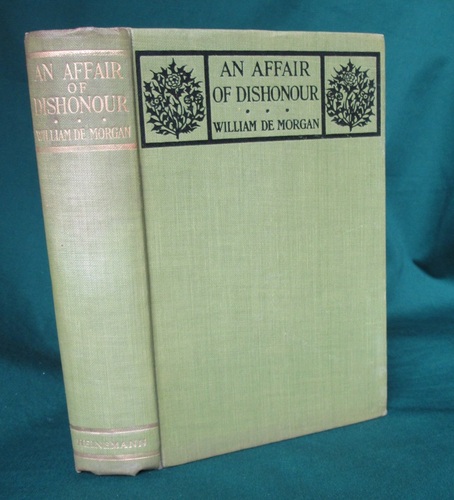 AN AFFAIR
OF
DISHONOUR
WILLIAM DE MORGAN
HEINEMANN
AN AFFAIR
OF DISHONOUR
WILLIAM DE MORGAN